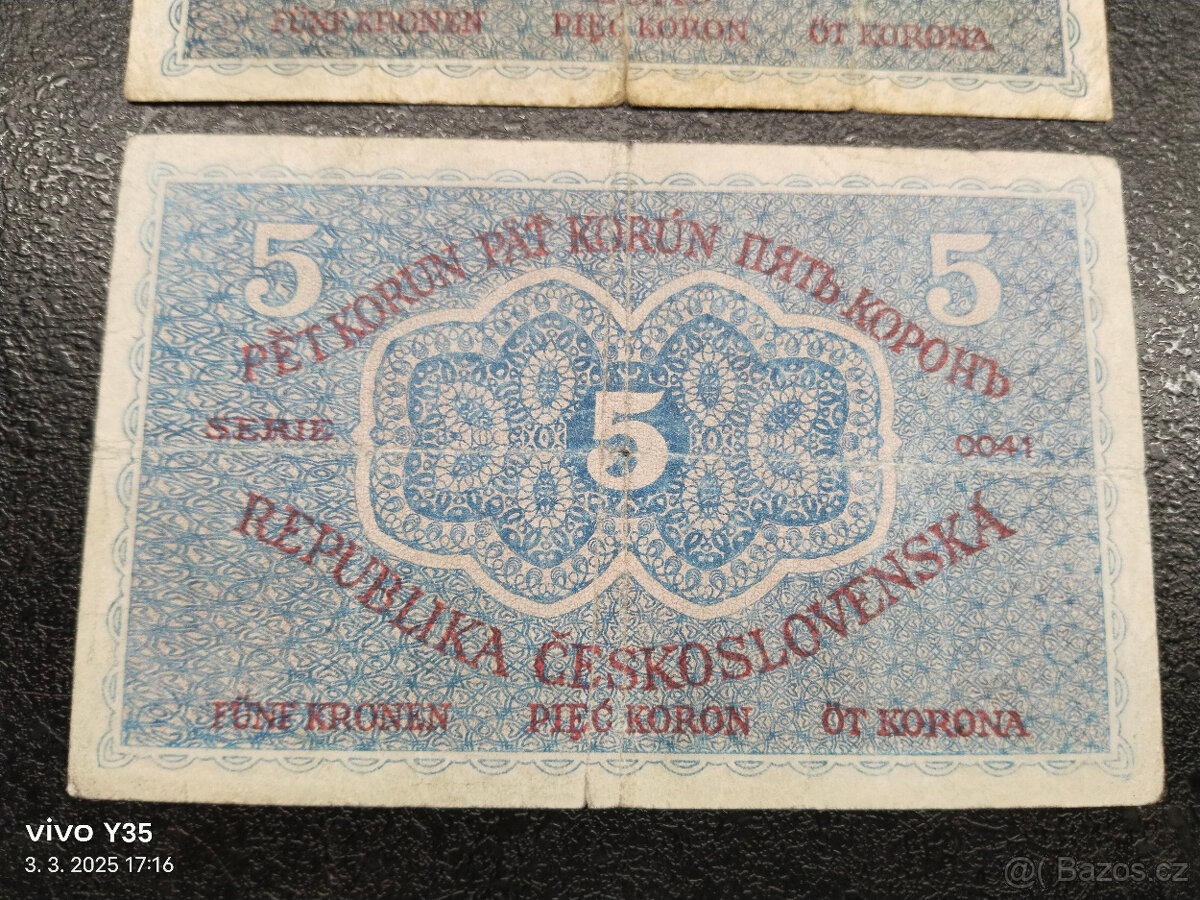 FÜNF KRONEN PIĘĆ KORON ÖT KORONA
5 5
PĚT KORUN PÄŤ KORÚN ПЯТЬ КОРОНЪ
SERIE 5 0041
REPUBLIKA ČESKOSLOVENSKÁ
FÜNF KRONEN PIĘĆ KORON ÖT KORONA
vivo Y35
3. 3. 2025 17:16
@( Bazos.cz